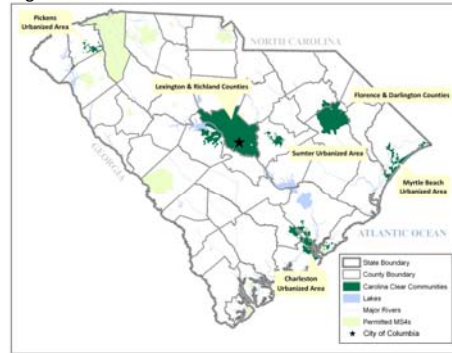 Pickens
Urbanized Area
NORTH CAROLINA
Lexington & Richland Counties
Florence & Darlington Counties
GEORGIA
Sumter Urbanized Area
Myrtle Beach
Urbanized Area
ATLANTIC OCEAN
Charleston
Urbanized Area
State Boundary
County Boundary
Carolina Clear Communities
Lakes
Major Rivers
Permitted MS4s
City of Columbia